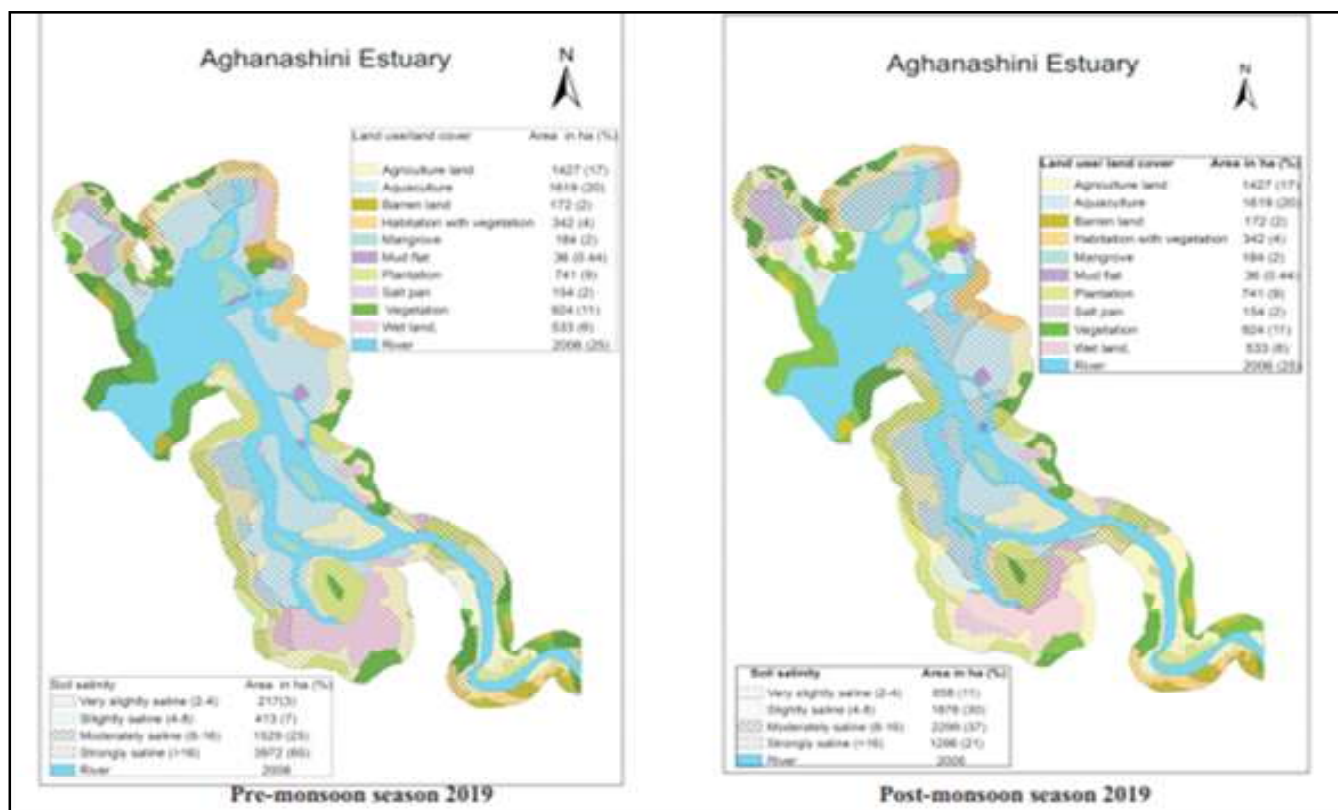 Aghanashini Estuary
N
Land use/land cover Area in ha (%)
Agriculture land 1427 (17)
Aquaculture 1619 (20)
Barren land 172 (2)
Habitation with vegetation 342 (4)
Mangrove 184 (2)
Mud flat 36 (0.44)
Plantation 741 (9)
Salt pan 154 (2)
Vegetation 924 (11)
Wet land, 533 (6)
River 2006 (25)
Soil salinity Area in ha (%)
Very slightly saline (2-4) 217(3)
Slightly saline (4-8) 413 (7)
Moderately saline (8-16) 1529 (25)
Strongly saline (>16) 3972 (65)
River 2006
Pre-monsoon season 2019
Aghanashini Estuary
N
Land use/ land cover Area in ha (%)
Agriculture land 1427 (17)
Aquaculture 1619 (20)
Barren land 172 (2)
Habitation with vegetation 342 (4)
Mangrove 184 (2)
Mud flat 36 (0.44)
Plantation 741 (9)
Salt pan 154 (2)
Vegetation 924 (11)
Wet land, 533 (6)
River 2006 (25)
Soil salinity Area in ha (%)
Very slightly saline (2-4) (11)
Slightly saline (4-8) (30)
Moderately saline (8-16) (37)
Strongly saline (>16) (21)
River 2006
Post-monsoon season 2019